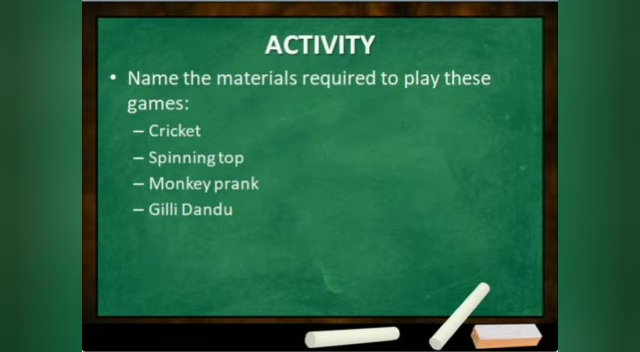 ACTIVITY
• Name the materials required to play these
games:
– Cricket
– Spinning top
– Monkey prank
– Gilli Dandu